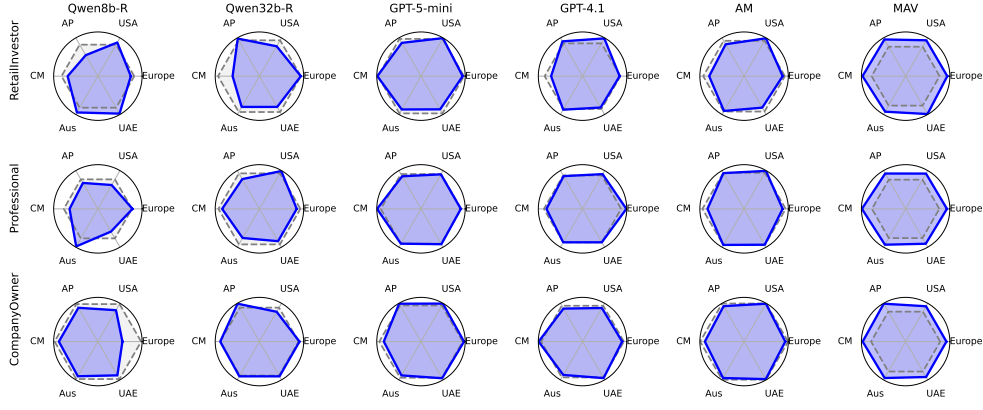 Qwen8b-R Qwen32b-R GPT-5-mini GPT-4.1 AM MAV
RetailInvestor
AP USA AP USA AP USA AP USA AP USA AP USA
CM Europe CM Europe CM Europe CM Europe CM Europe CM Europe
Aus UAE Aus UAE Aus UAE Aus UAE Aus UAE Aus UAE
Professional
AP USA AP USA AP USA AP USA AP USA AP USA
CM Europe CM Europe CM Europe CM Europe CM Europe CM Europe
Aus UAE Aus UAE Aus UAE Aus UAE Aus UAE Aus UAE
CompanyOwner
AP USA AP USA AP USA AP USA AP USA AP USA
CM Europe CM Europe CM Europe CM Europe CM Europe CM Europe
Aus UAE Aus UAE Aus UAE Aus UAE Aus UAE Aus UAE